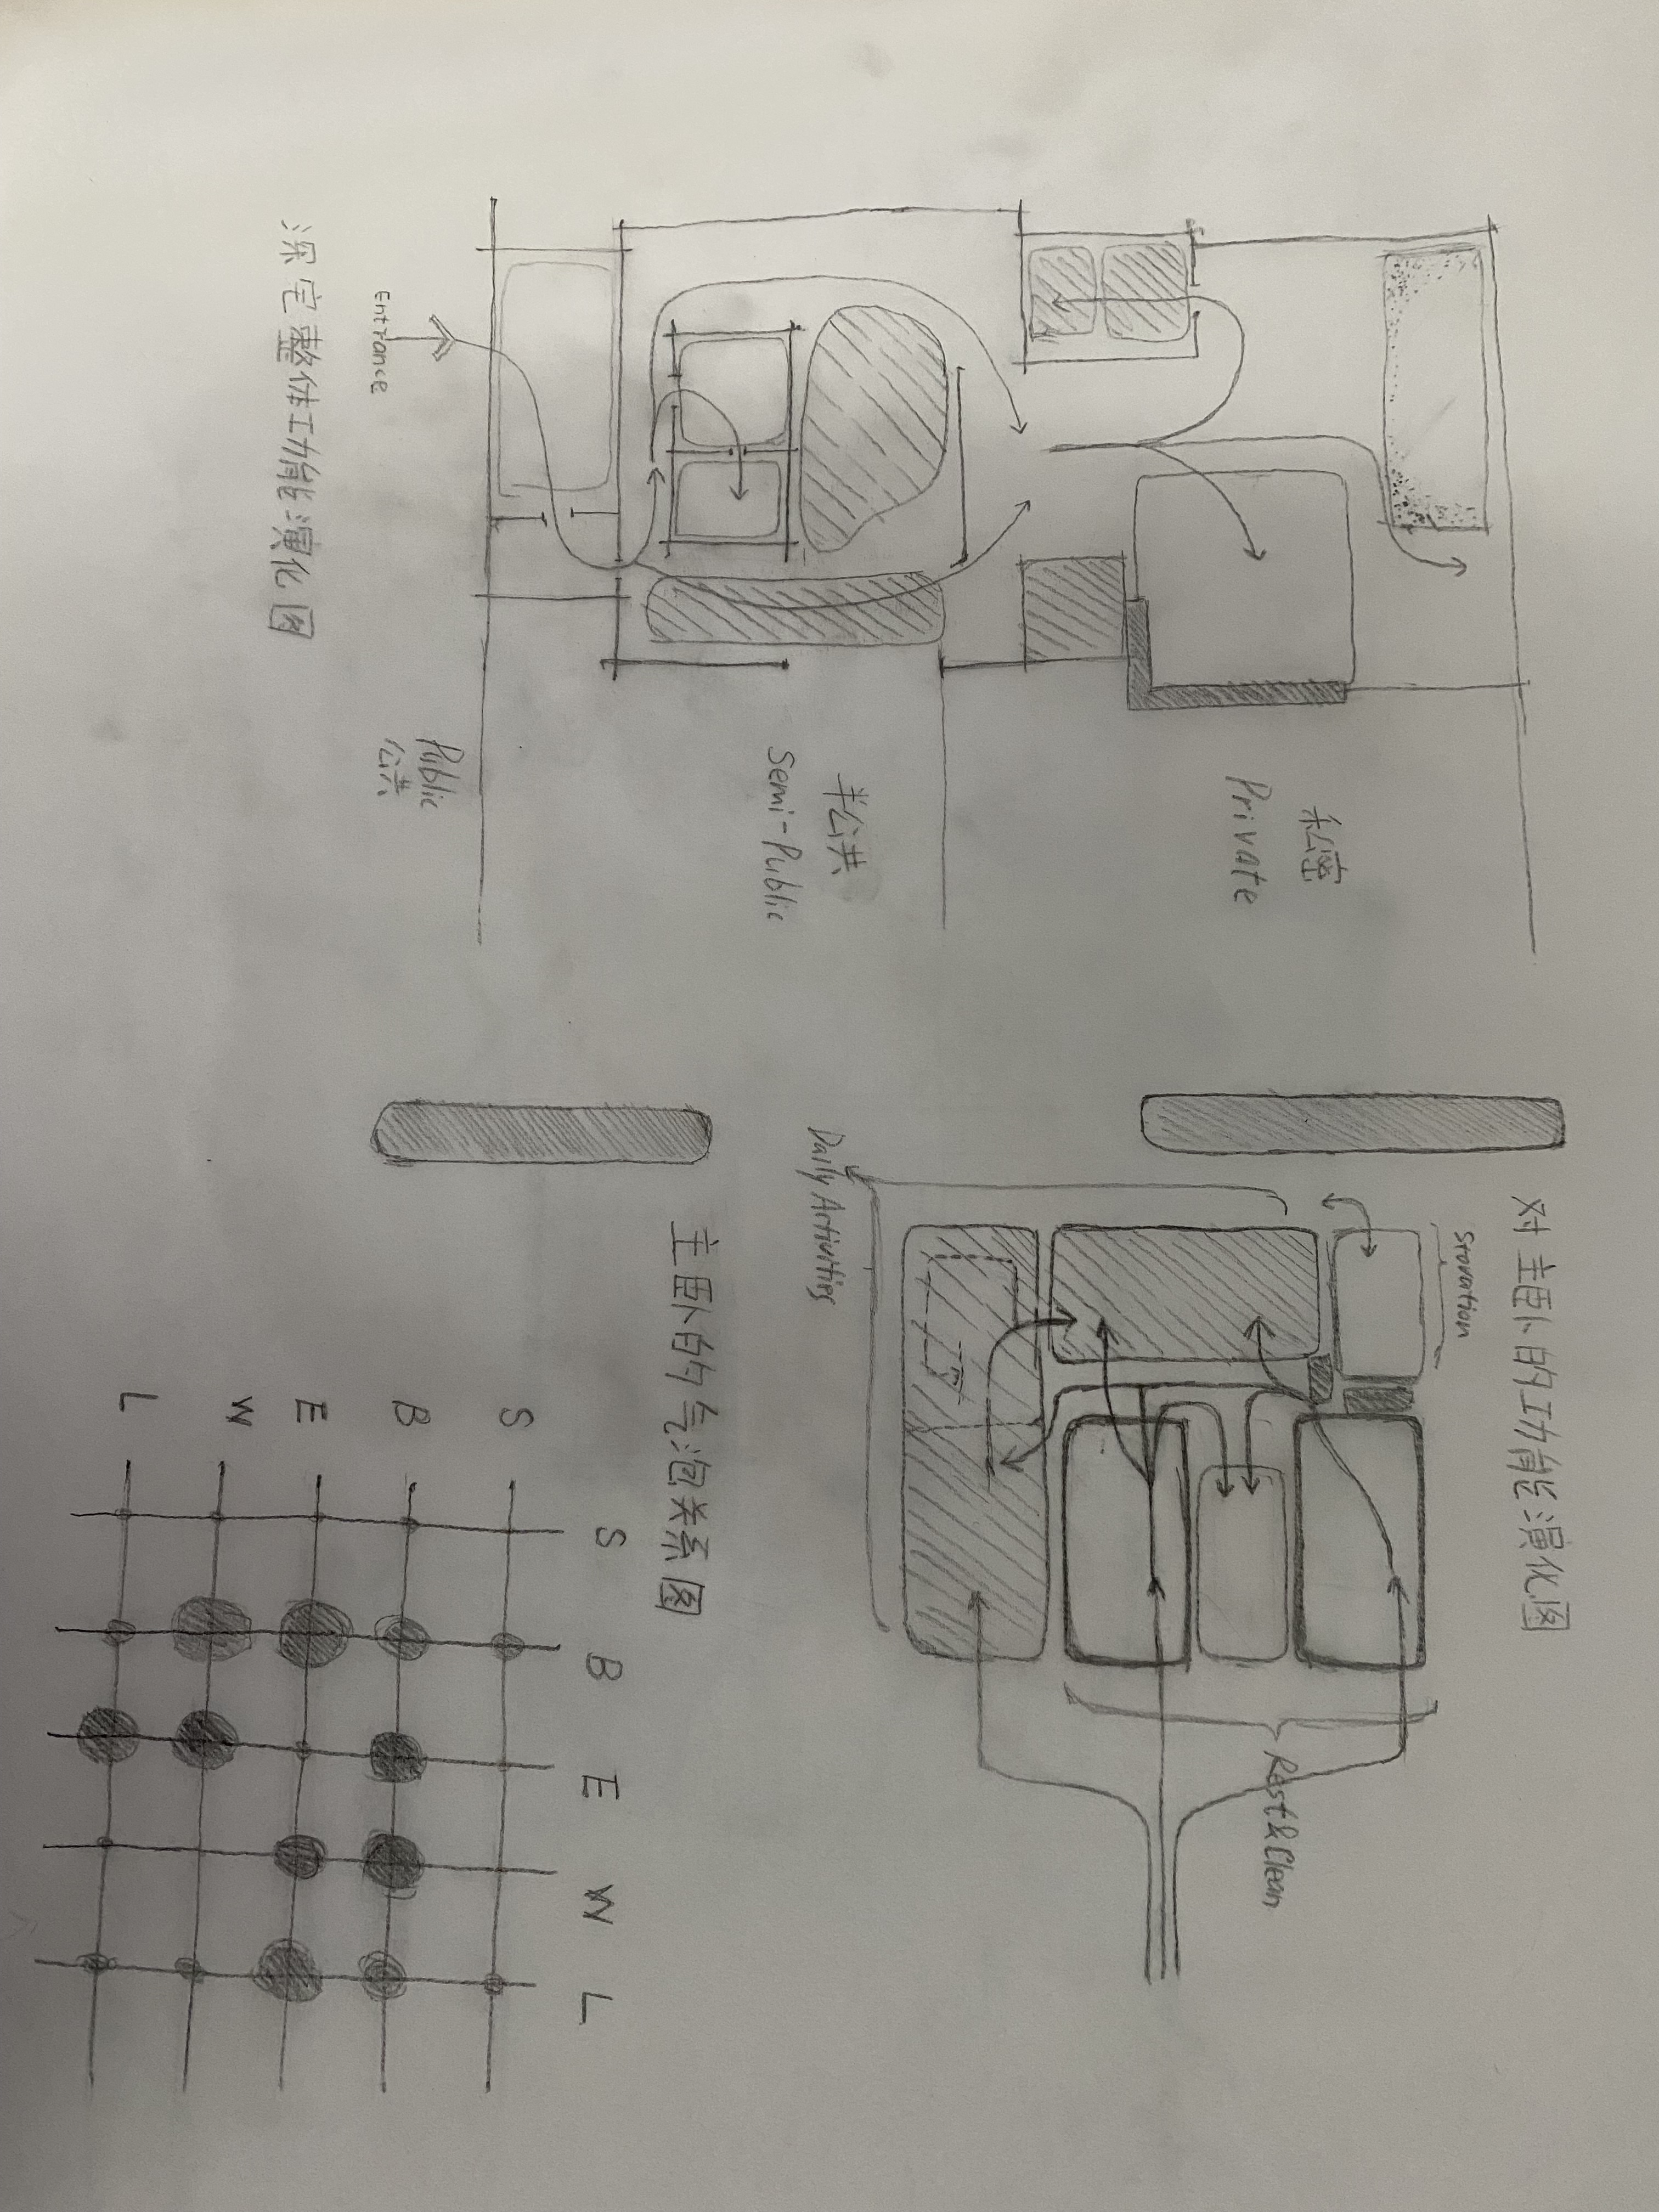 私密
Private
半公共
Semi-Public
Public
公共
Entrance
深宅整体功能演化图
对主卧的功能演化图
Storation
Rest&Clean
Daily Artivities
主卧的气泡关系图
S B E W L
S
B
E
W
L